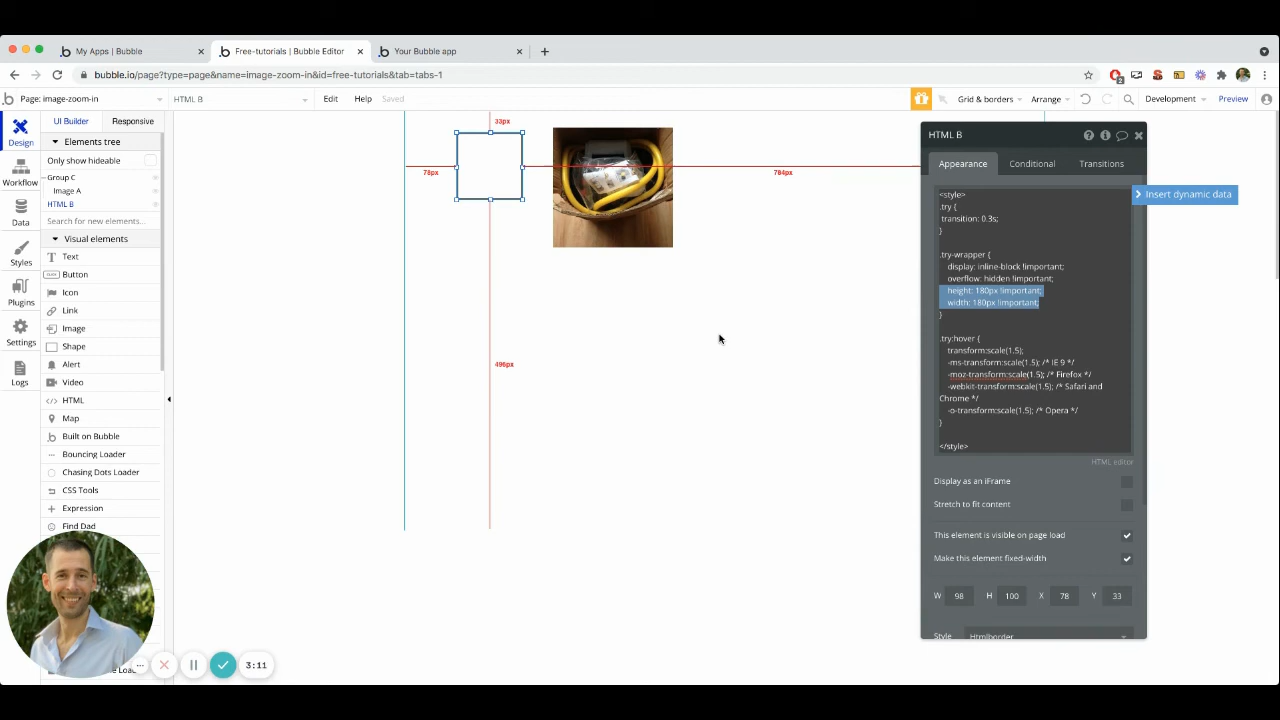 My Apps | Bubble
Free-tutorials | Bubble Editor
Your Bubble app
bubble.io/page?type=page&name=image-zoom-in&id=free-tutorials&tab=tabs-1
2
Page: image-zoom-in
HTML B
Edit
Help
Saved
Grid & borders
Arrange
Development
Preview
Design
Workflow
Data
Styles
Plugins
Settings
Logs
UI Builder
Responsive
Elements tree
Only show hideable
Group C
Image A
HTML B
Search for new elements...
Visual elements
Text
Button
Icon
Link
Image
Shape
Alert
Video
HTML
Map
Built on Bubble
Bouncing Loader
Chasing Dots Loader
CSS Tools
Expression
Find Dad
33px
78px
784px
496px
HTML B
Appearance
Conditional
Transitions
Insert dynamic data
<style>
.try {
transition: 0.3s;
}
.try-wrapper {
display: inline-block !important;
overflow: hidden !important;
height: 180px !important;
width: 180px !important;
}
.try:hover {
transform:scale(1.5);
-ms-transform:scale(1.5); /* IE 9 */
-moz-transform:scale(1.5); /* Firefox */
-webkit-transform:scale(1.5); /* Safari and
Chrome */
-o-transform:scale(1.5); /* Opera */
}
</style>
HTML editor
Display as an iFrame
Stretch to fit content
This element is visible on page load
Make this element fixed-width
W 98 H 100 X 78 Y 33
Style Htmlborder
3:11